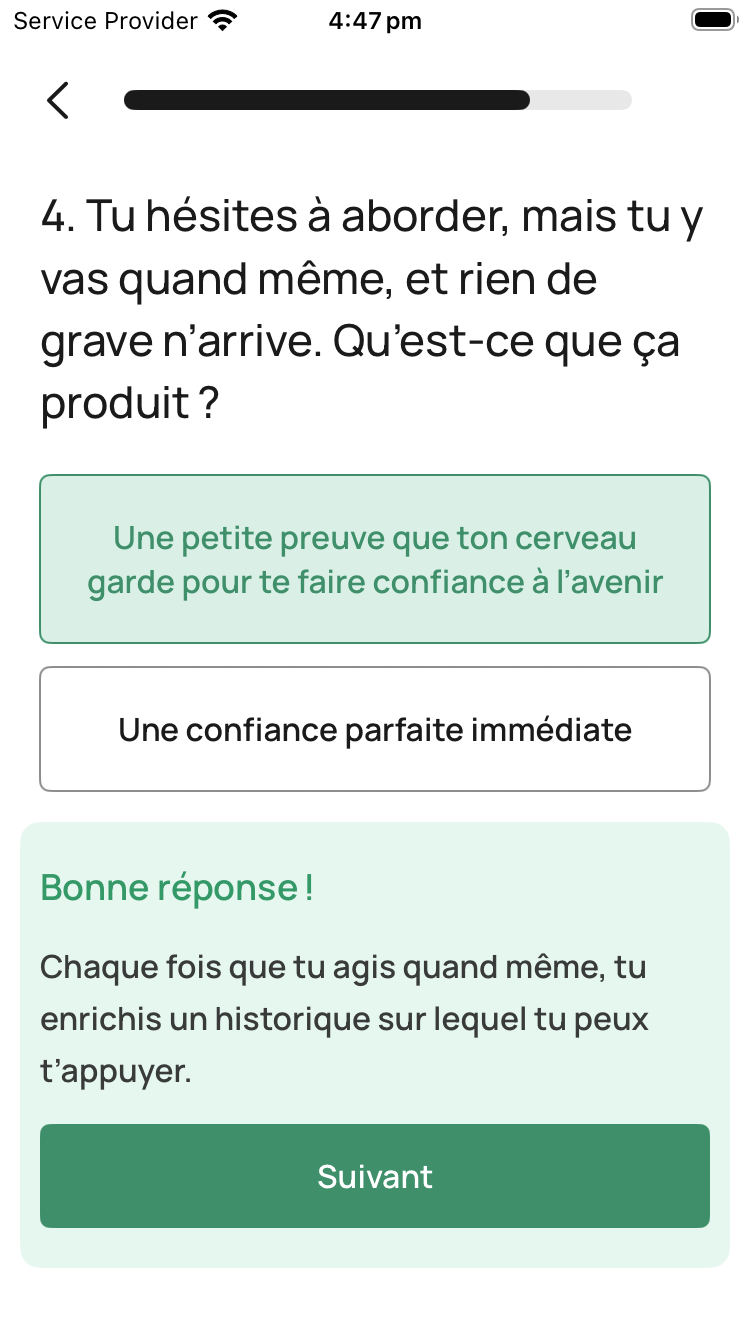 Service Provider 4:47 pm
4. Tu hésites à aborder, mais tu y
vas quand même, et rien de
grave n’arrive. Qu’est-ce que ça
produit ?
Une petite preuve que ton cerveau
garde pour te faire confiance à l’avenir
Une confiance parfaite immédiate
Bonne réponse !
Chaque fois que tu agis quand même, tu
enrichis un historique sur lequel tu peux
t’appuyer.
Suivant